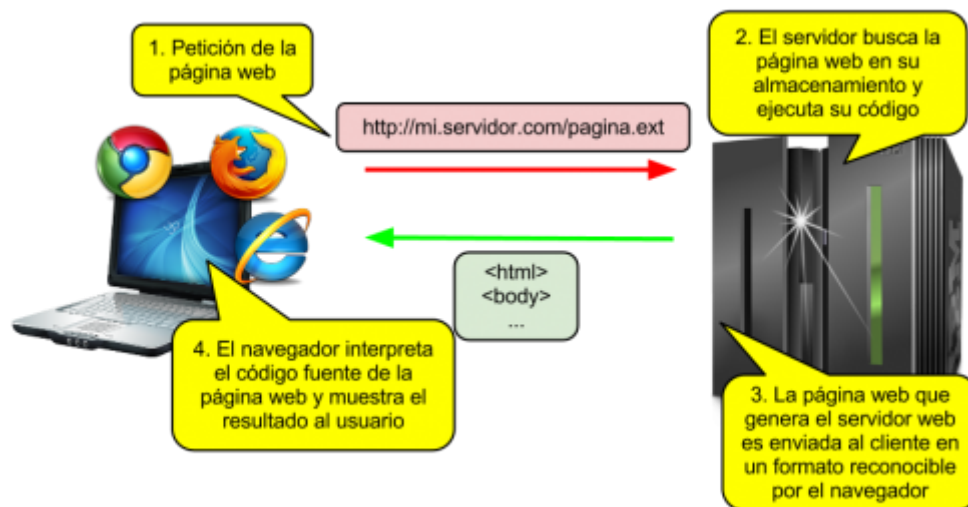 1. Petición de la
página web
2. El servidor busca la
página web en su
almacenamiento y
ejecuta su código
http://mi.servidor.com/pagina.ext
<html>
<body>
...
4. El navegador interpreta
el código fuente de la
página web y muestra el
resultado al usuario
3. La página web que
genera el servidor web
es enviada al cliente en
un formato reconocible
por el navegador